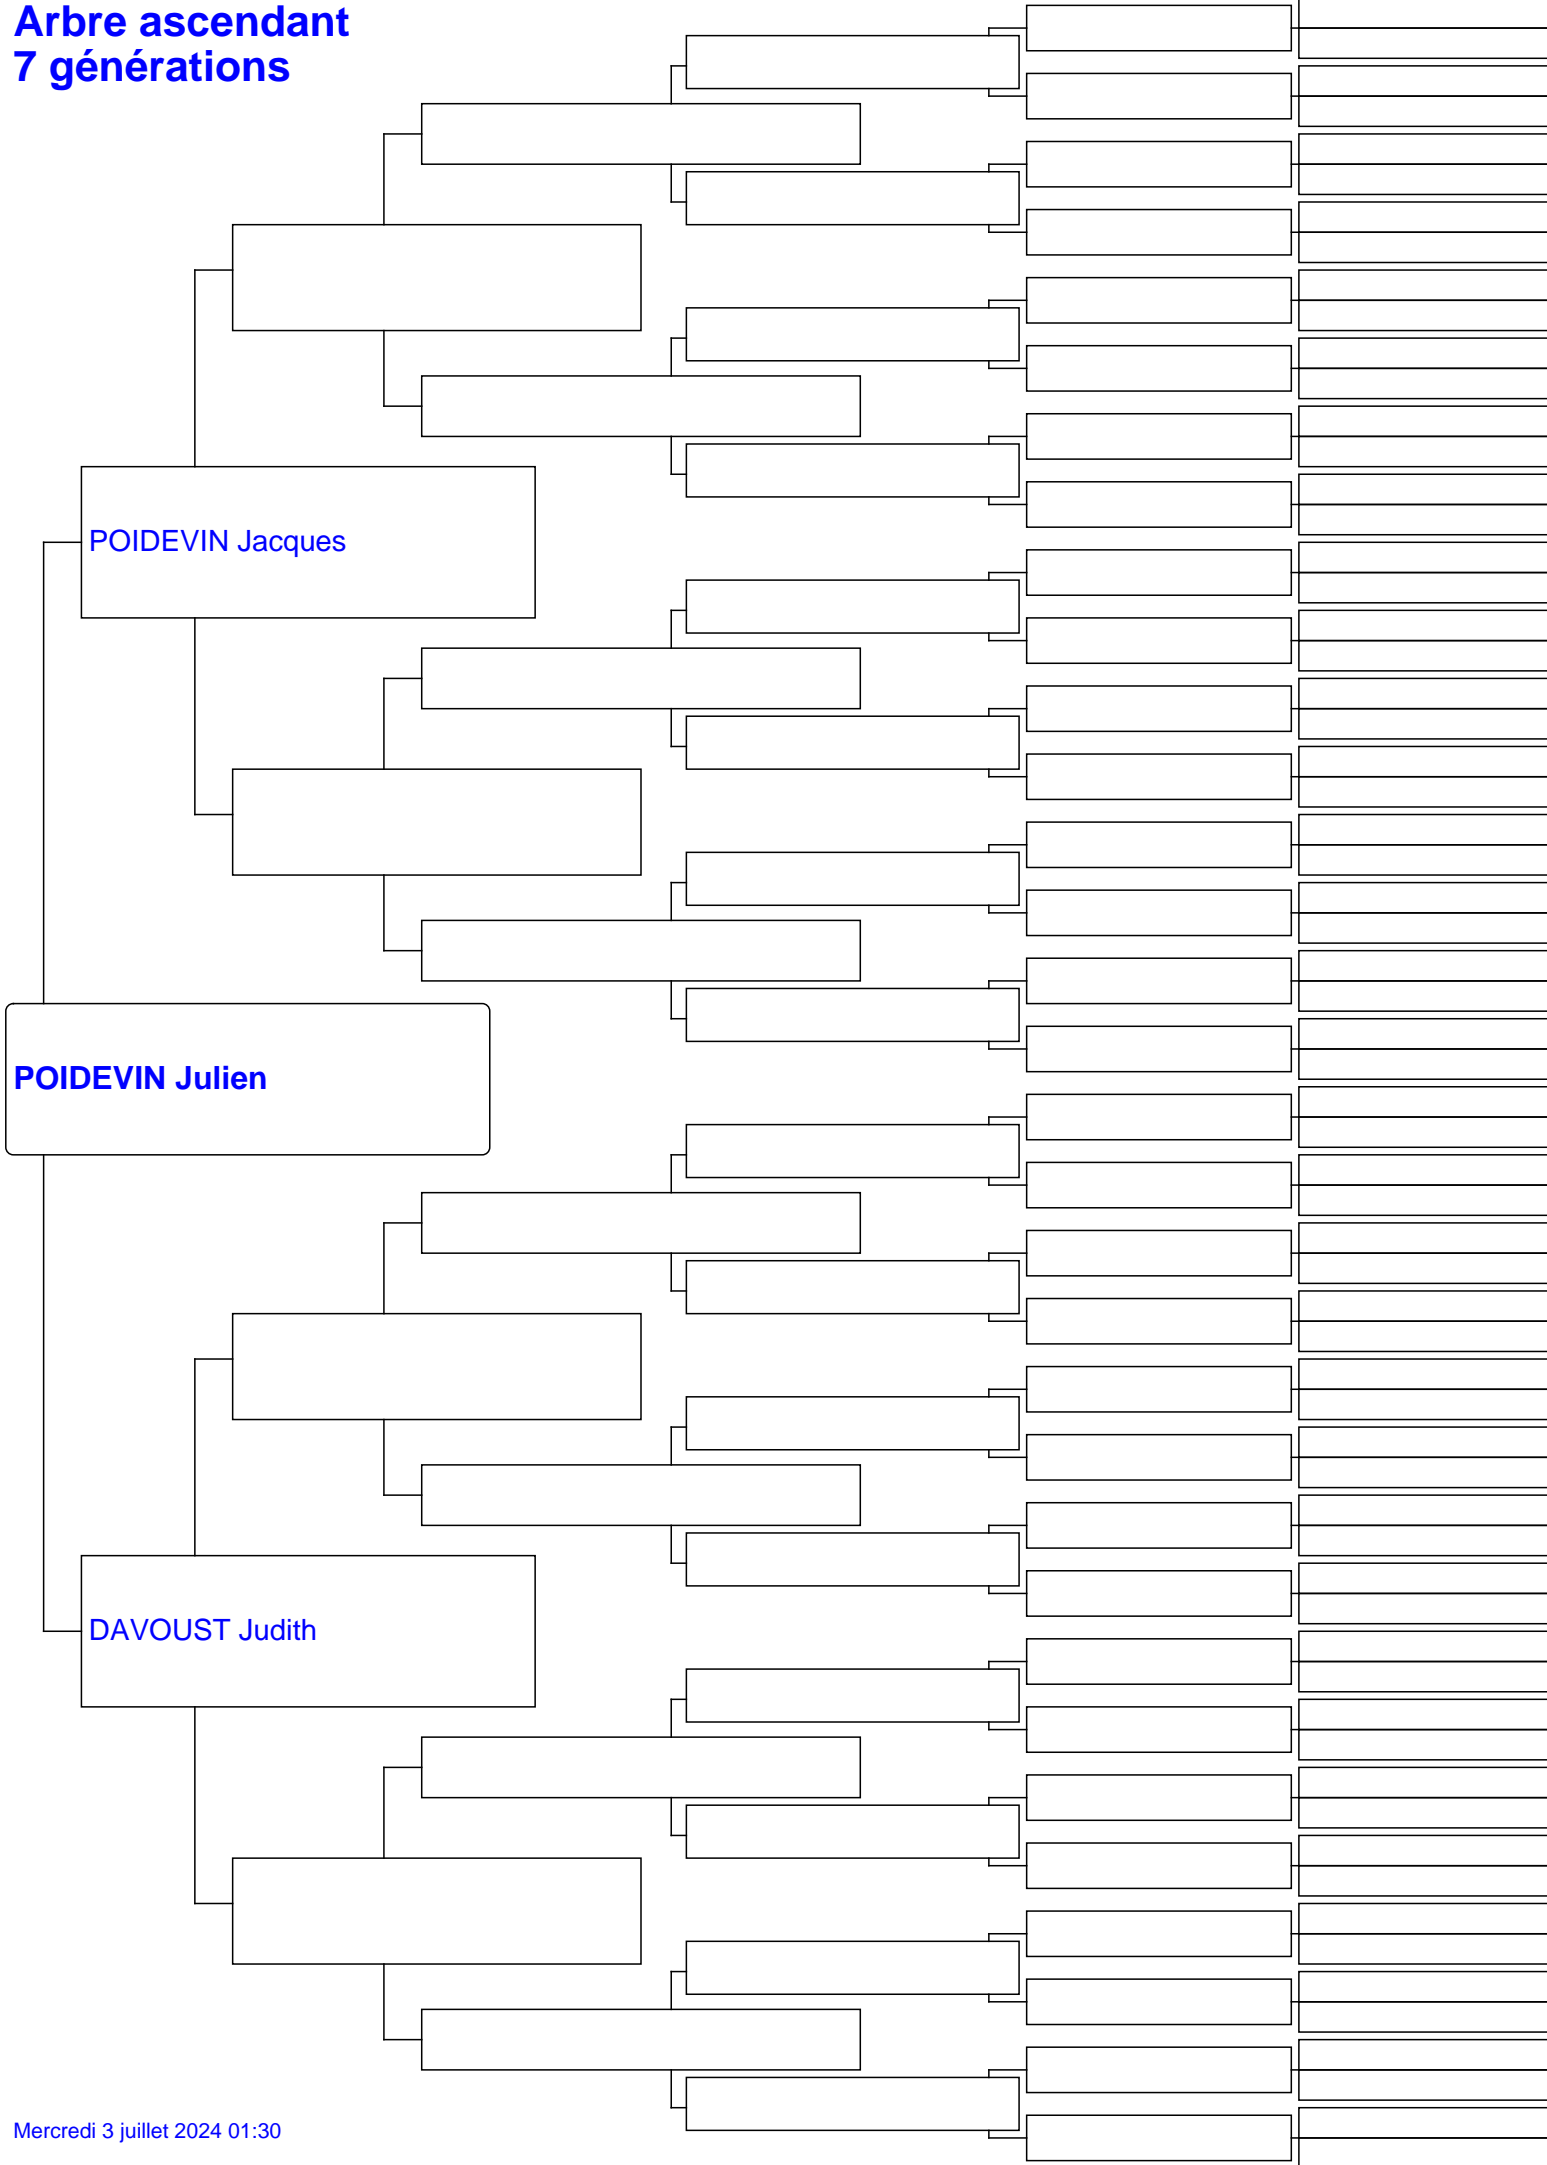 Arbre ascendant
7 générations
POIDEVIN Jacques
POIDEVIN Julien
DAVOUST Judith
Mercredi 3 juillet 2024 01:30